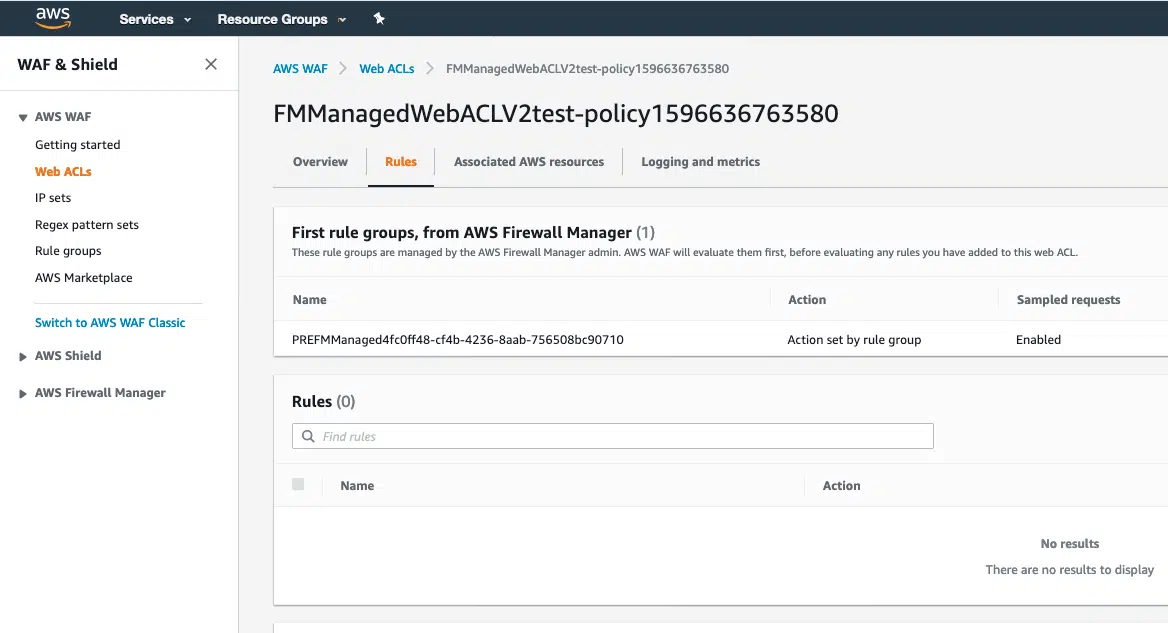 aws Services Resource Groups
WAF & Shield
AWS WAF
Getting started
Web ACLs
IP sets
Regex pattern sets
Rule groups
AWS Marketplace
Switch to AWS WAF Classic
AWS Shield
AWS Firewall Manager
AWS WAF Web ACLs FMManagedWebACLV2test-policy1596636763580
FMManagedWebACLV2test-policy1596636763580
Overview Rules Associated AWS resources Logging and metrics
First rule groups, from AWS Firewall Manager (1)
These rule groups are managed by the AWS Firewall Manager admin. AWS WAF will evaluate them first, before evaluating any rules you have added to this web ACL.
Name Action Sampled requests
PREFMManaged4fc0ff48-cf4b-4236-8aab-756508bc90710 Action set by rule group Enabled
Rules (0)
Find rules
Name Action
No results
There are no results to display